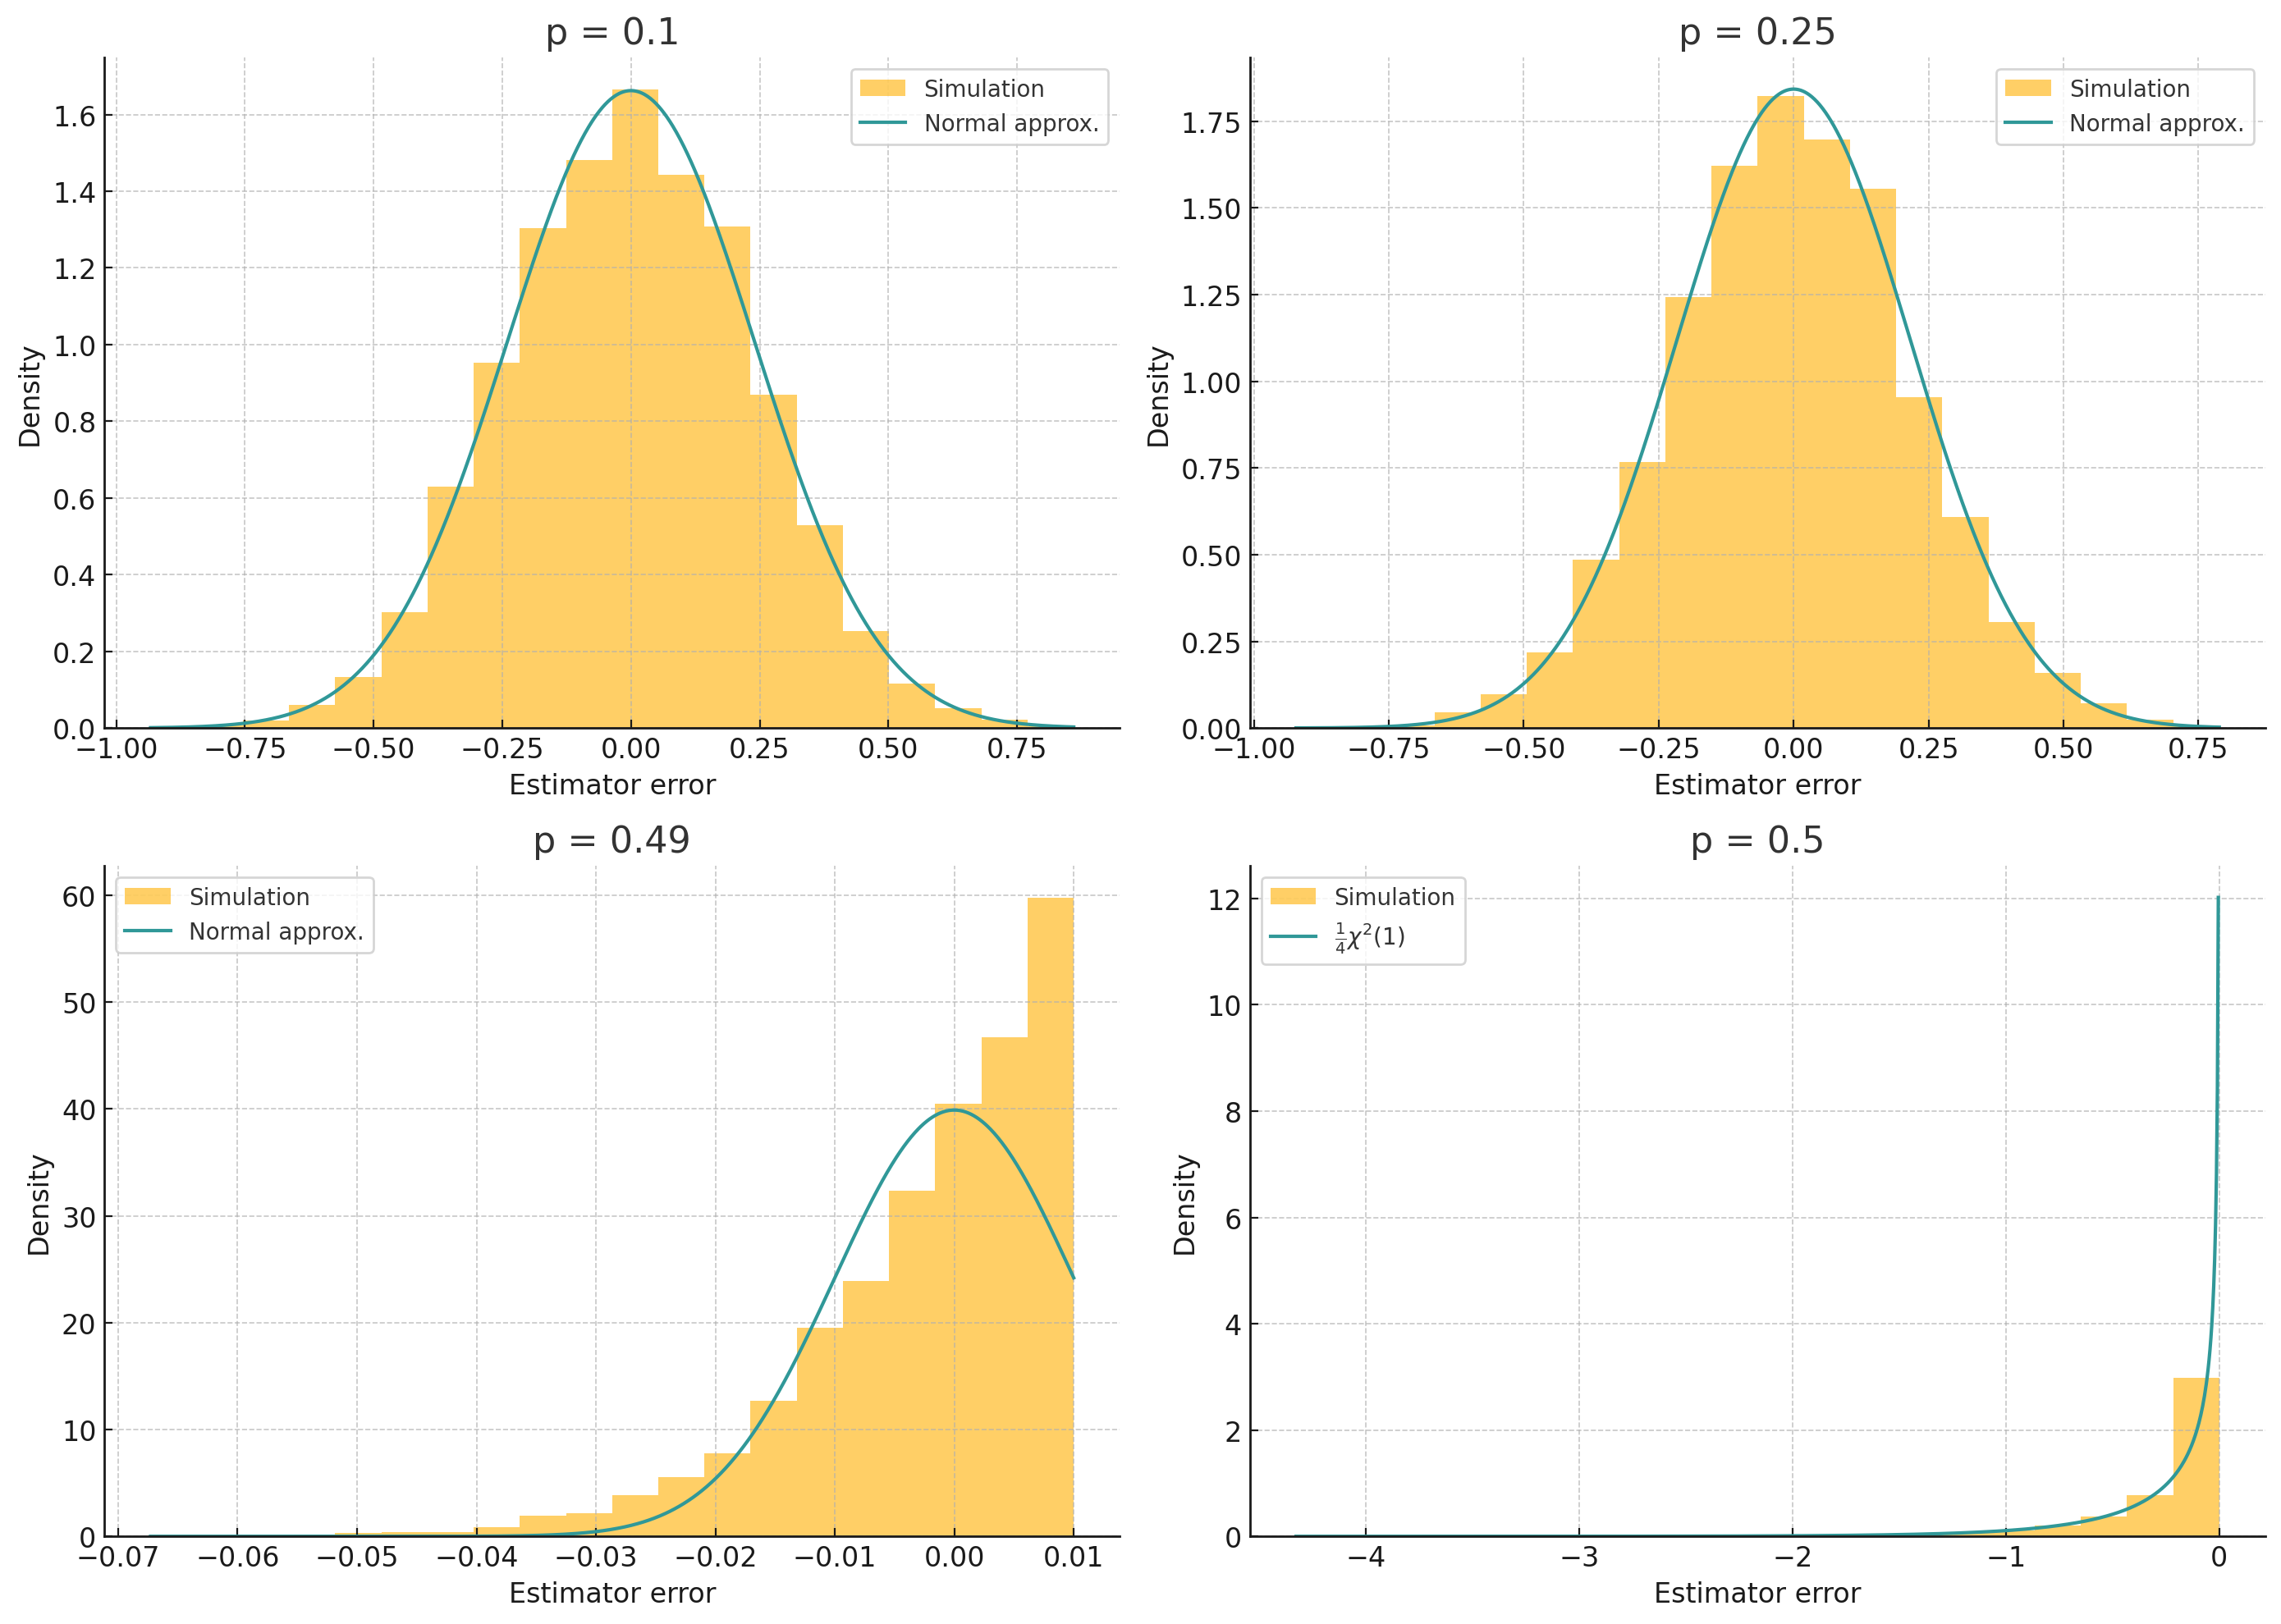 p = 0.1
Simulation
Normal approx.
Density
1.6
1.4
1.2
1.0
0.8
0.6
0.4
0.2
0.0
−1.00 −0.75 −0.50 −0.25 0.00 0.25 0.50 0.75
Estimator error
p = 0.25
Simulation
Normal approx.
Density
1.75
1.50
1.25
1.00
0.75
0.50
0.25
0.00
−1.00 −0.75 −0.50 −0.25 0.00 0.25 0.50 0.75
Estimator error
p = 0.49
Simulation
Normal approx.
Density
60
50
40
30
20
10
0
−0.07 −0.06 −0.05 −0.04 −0.03 −0.02 −0.01 0.00 0.01
Estimator error
p = 0.5
Simulation
¼χ²(1)
Density
12
10
8
6
4
2
0
−4 −3 −2 −1 0
Estimator error